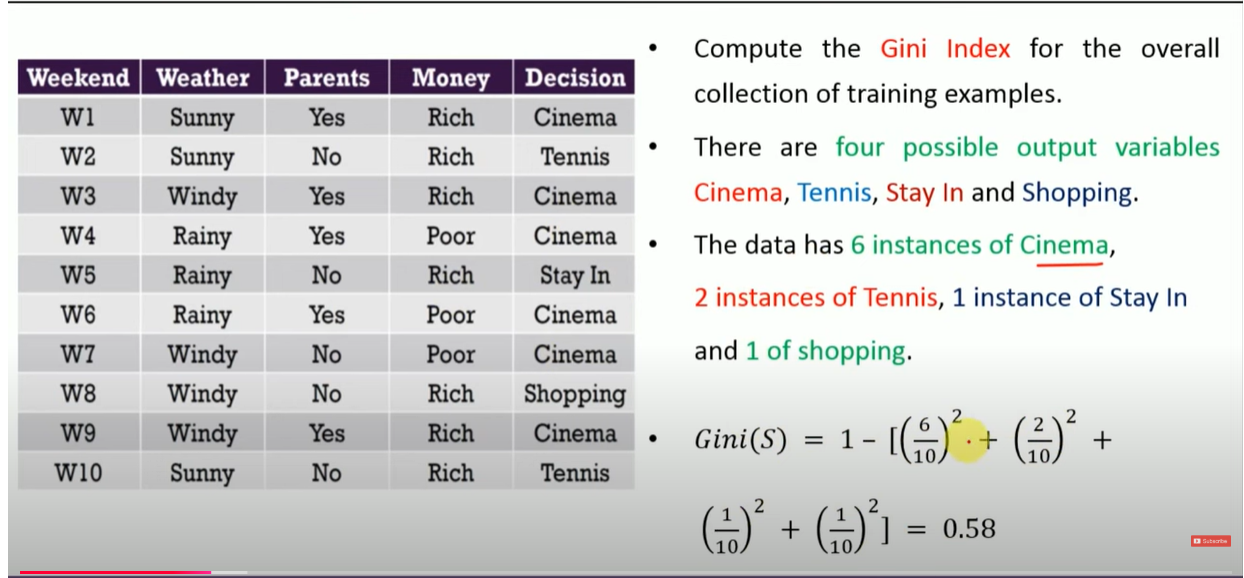 Weekend Weather Parents Money Decision
W1 Sunny Yes Rich Cinema
W2 Sunny No Rich Tennis
W3 Windy Yes Rich Cinema
W4 Rainy Yes Poor Cinema
W5 Rainy No Rich Stay In
W6 Rainy Yes Poor Cinema
W7 Windy No Poor Cinema
W8 Windy No Rich Shopping
W9 Windy Yes Rich Cinema
W10 Sunny No Rich Tennis
• Compute the Gini Index for the overall
collection of training examples.
• There are four possible output variables
Cinema, Tennis, Stay In and Shopping.
• The data has 6 instances of Cinema,
2 instances of Tennis, 1 instance of Stay In
and 1 of shopping.
• Gini(S) = 1 − [(6/10)² + (2/10)² +
(1/10)² + (1/10)²] = 0.58
Subscribe